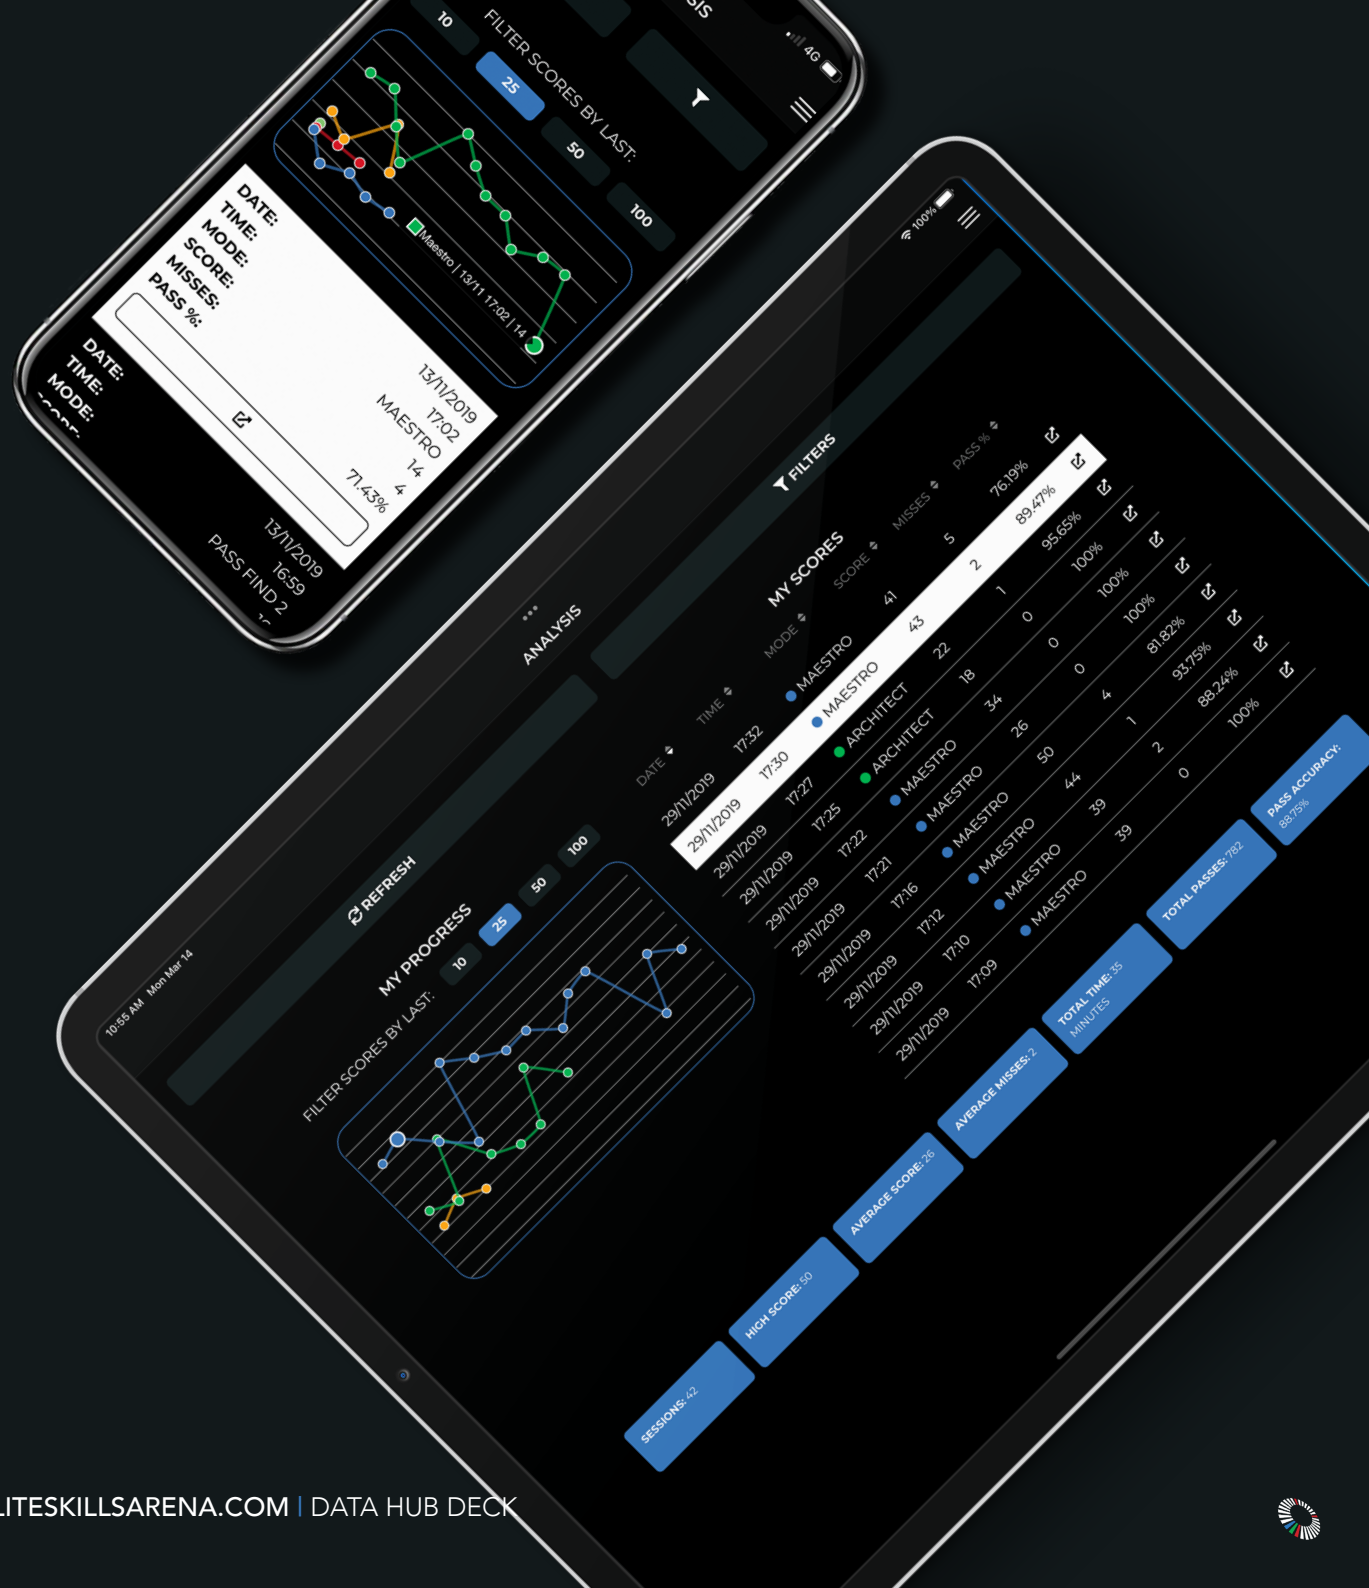 SIS
4G
FILTER SCORES BY LAST:
10
25
50
100
Maestro | 13/11 17:02 | 14
DATE: 13/11/2019
TIME: 17:02
MODE: MAESTRO
SCORE: 14
MISSES: 4
PASS %: 71.43%
DATE: 13/11/2019
TIME: 16:59
MODE: PASS FIND 2
10:55 AM Mon Mar 14
100%
ANALYSIS
REFRESH
FILTERS
MY PROGRESS
FILTER SCORES BY LAST:
10
25
50
100
MY SCORES
DATE TIME MODE SCORE MISSES PASS %
29/11/2019 17:32 MAESTRO 41 5 76.19%
29/11/2019 17:30 MAESTRO 43 2 89.47%
29/11/2019 17:27 ARCHITECT 22 1 95.65%
29/11/2019 17:25 ARCHITECT 18 0 100%
29/11/2019 17:22 MAESTRO 34 0 100%
29/11/2019 17:21 MAESTRO 26 0 100%
29/11/2019 17:16 MAESTRO 50 4 81.82%
29/11/2019 17:12 MAESTRO 44 1 93.75%
29/11/2019 17:10 MAESTRO 39 2 88.24%
29/11/2019 17:09 MAESTRO 39 0 100%
SESSIONS: 42
HIGH SCORE: 50
AVERAGE SCORE: 26
AVERAGE MISSES: 2
TOTAL TIME: 35
MINUTES
TOTAL PASSES: 782
PASS ACCURACY:
88.75%
LITESKILLSARENA.COM | DATA HUB DECK